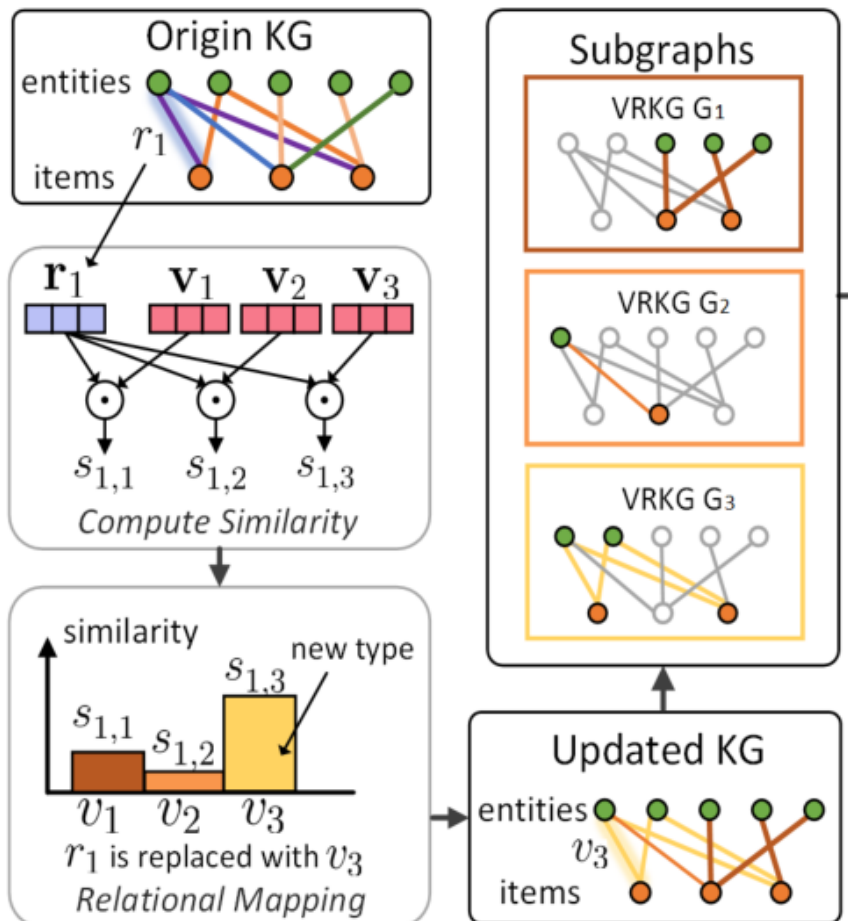 Origin KG
entities
r₁
items
r₁ v₁ v₂ v₃
s₁,₁ s₁,₂ s₁,₃
Compute Similarity
similarity
new type
s₁,₁ s₁,₂ s₁,₃
v₁ v₂ v₃
r₁ is replaced with v₃
Relational Mapping
Updated KG
entities
v₃
items
Subgraphs
VRKG G₁
VRKG G₂
VRKG G₃